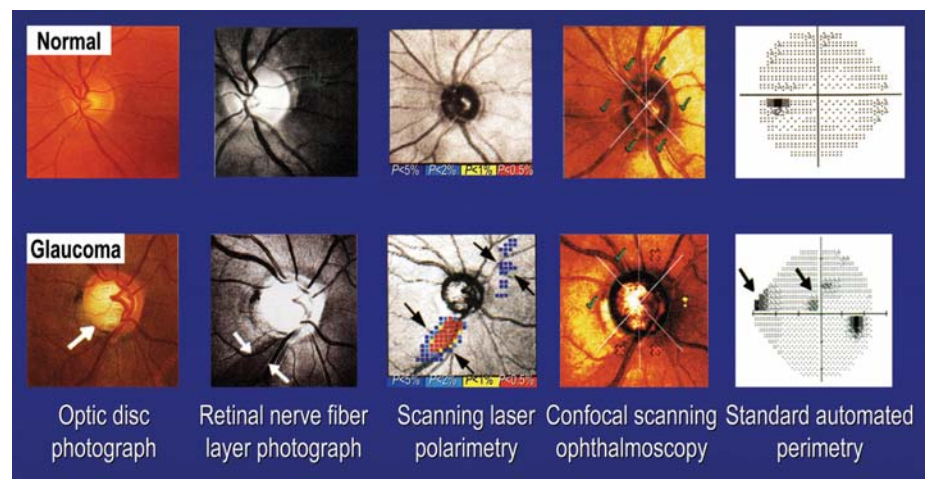 Normal
P<5% P<2% P<1% P<0.5%
Glaucoma
P<5% P<2% P<1% P<0.5%
Optic disc
photograph
Retinal nerve fiber
layer photograph
Scanning laser
polarimetry
Confocal scanning
ophthalmoscopy
Standard automated
perimetry